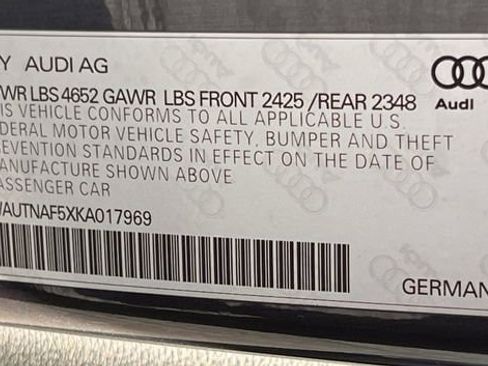 Y AUDI AG
WR LBS 4652 GAWR LBS FRONT 2425 /REAR 2348
IS VEHICLE CONFORMS TO ALL APPLICABLE U.S.
DERAL MOTOR VEHICLE SAFETY, BUMPER AND THEFT
EVENTION STANDARDS IN EFFECT ON THE DATE OF
ANUFACTURE SHOWN ABOVE
ASSENGER CAR
WAUTNAF5XKA017969
Audi
GERMAN